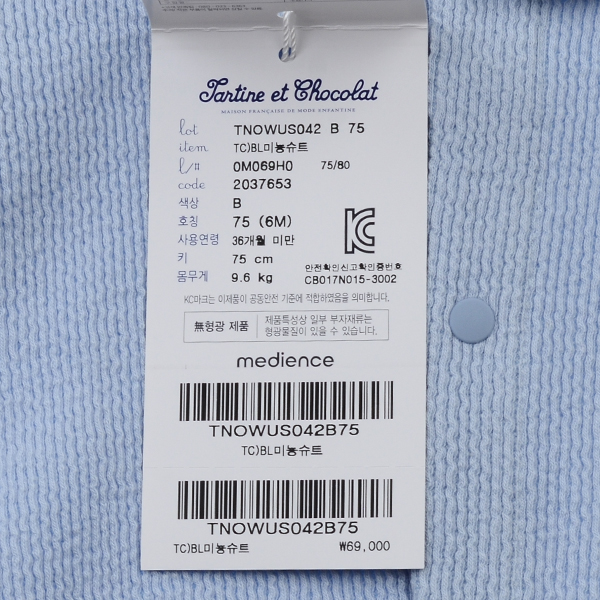 Tartine et Chocolat
MAISON FRANÇAISE DE MODE ENFANTINE
lot TNOWUS042 B 75
item TC)BL미농슈트
l/# 0M069H0 75/80
code 2037653
색상 B
호칭 75 (6M)
사용연령 36개월 미만
키 75 cm
몸무게 9.6 kg
KC
안전확인신고확인증번호
CB017N015-3002
KC마크는 이제품이 공통안전 기준에 적합하였음을 의미합니다.
無형광 제품
제품특성상 일부 부자재류는
형광물질이 있을 수 있습니다.
medience
TNOWUS042B75
TC)BL미농슈트
TNOWUS042B75
TC)BL미농슈트 ₩69,000